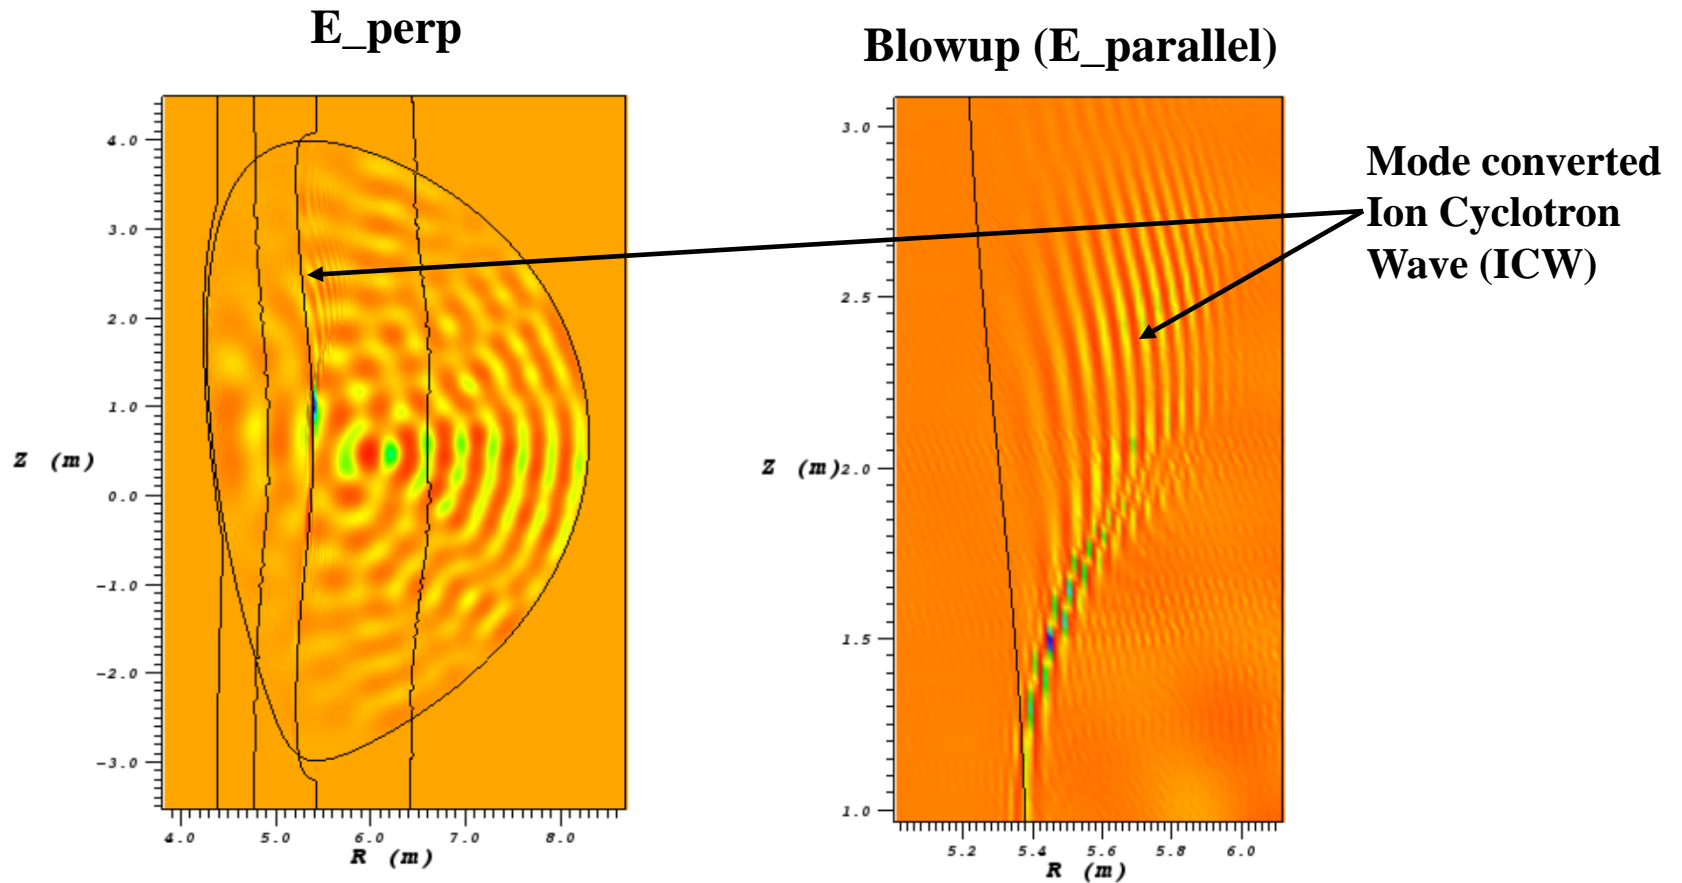 E_perp
Blowup (E_parallel)
Mode converted
Ion Cyclotron
Wave (ICW)
4.0
3.0
2.0
1.0
0.0
-1.0
-2.0
-3.0
Z (m)
4.0 5.0 6.0 7.0 8.0
R (m)
3.0
2.5
2.0
1.5
1.0
Z (m)
5.2 5.4 5.6 5.8 6.0
R (m)